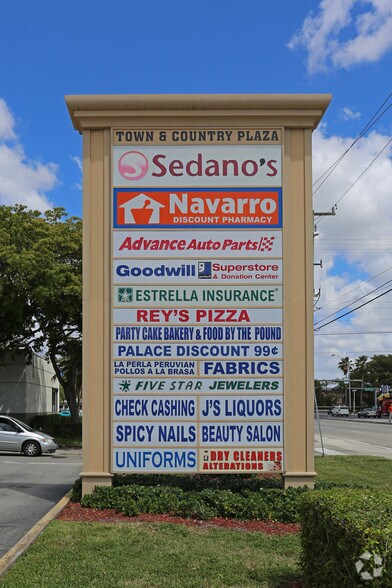 TOWN & COUNTRY PLAZA
Sedano's
Navarro
DISCOUNT PHARMACY
Advance Auto Parts
Goodwill Superstore
& Donation Center
ESTRELLA INSURANCE
REY'S PIZZA
PARTY CAKE BAKERY & FOOD BY THE POUND
PALACE DISCOUNT 99¢
LA PERLA PERUVIAN
POLLOS A LA BRASA
FABRICS
FIVE STAR JEWELERS
CHECK CASHING
J'S LIQUORS
SPICY NAILS
BEAUTY SALON
UNIFORMS
DRY CLEANERS
ALTERATIONS